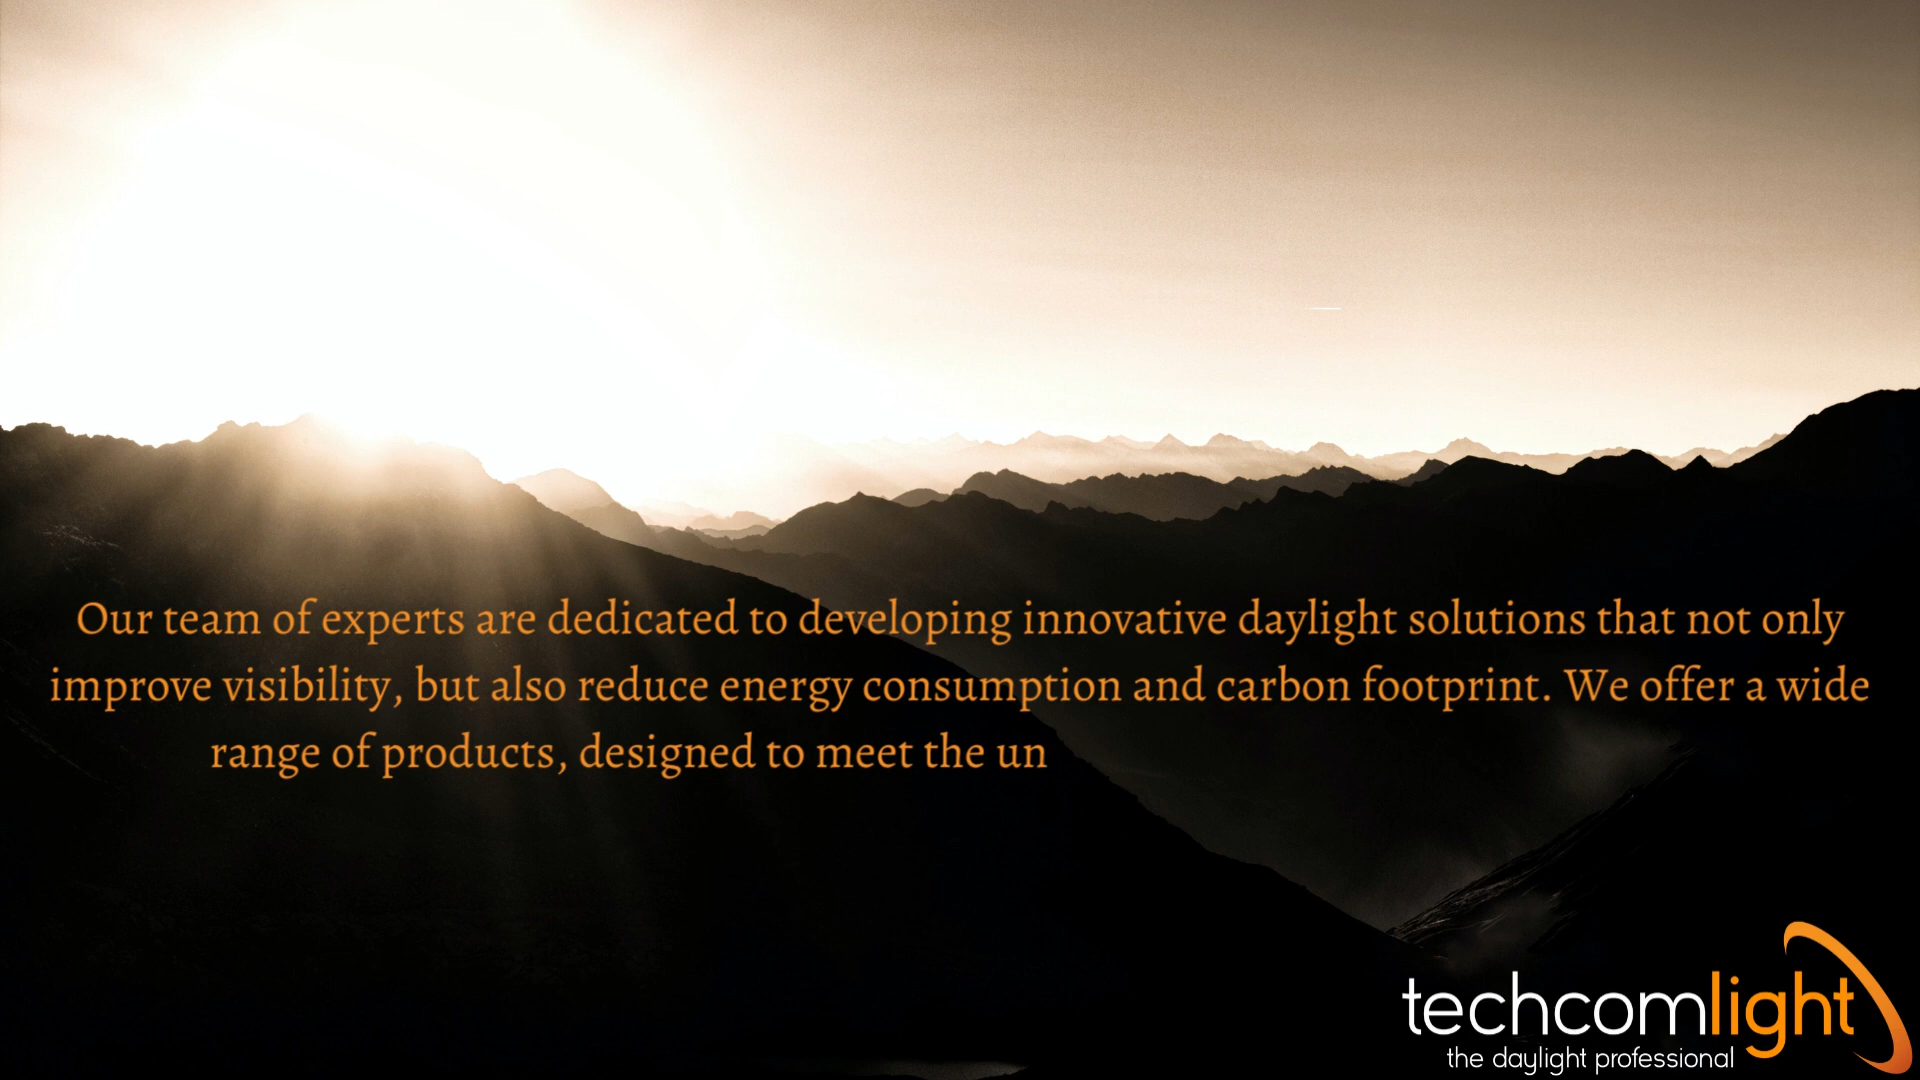 Our team of experts are dedicated to developing innovative daylight solutions that not only
improve visibility, but also reduce energy consumption and carbon footprint. We offer a wide
range of products, designed to meet the un
techcomlight
the daylight professional